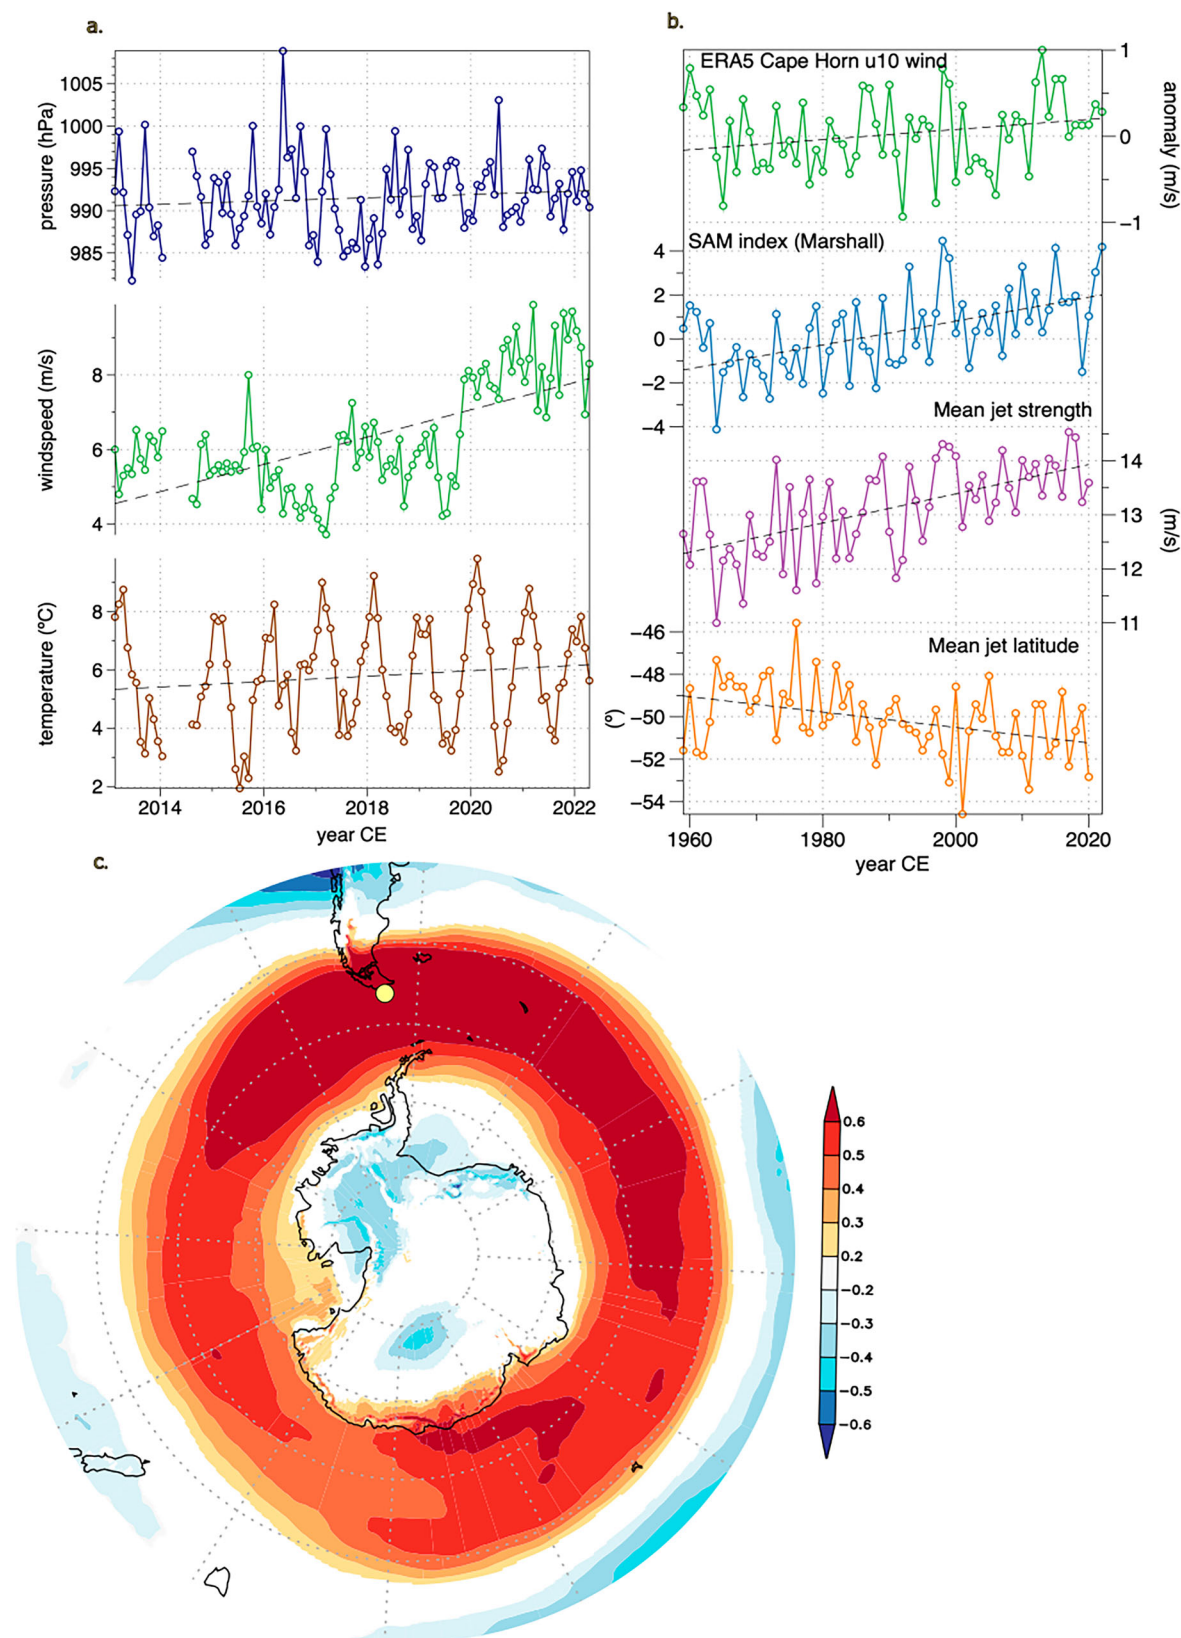 a.
pressure (hPa)
1005
1000
995
990
985
windspeed (m/s)
8
6
4
temperature (ºC)
8
6
4
2
2014 2016 2018 2020 2022
year CE
b.
ERA5 Cape Horn u10 wind
1
0
−1
anomaly (m/s)
SAM index (Marshall)
4
2
0
−2
−4
Mean jet strength
14
13
12
11
(m/s)
Mean jet latitude
−46
−48
−50
−52
−54
(º)
1960 1980 2000 2020
year CE
c.
0.6
0.5
0.4
0.3
0.2
−0.2
−0.3
−0.4
−0.5
−0.6